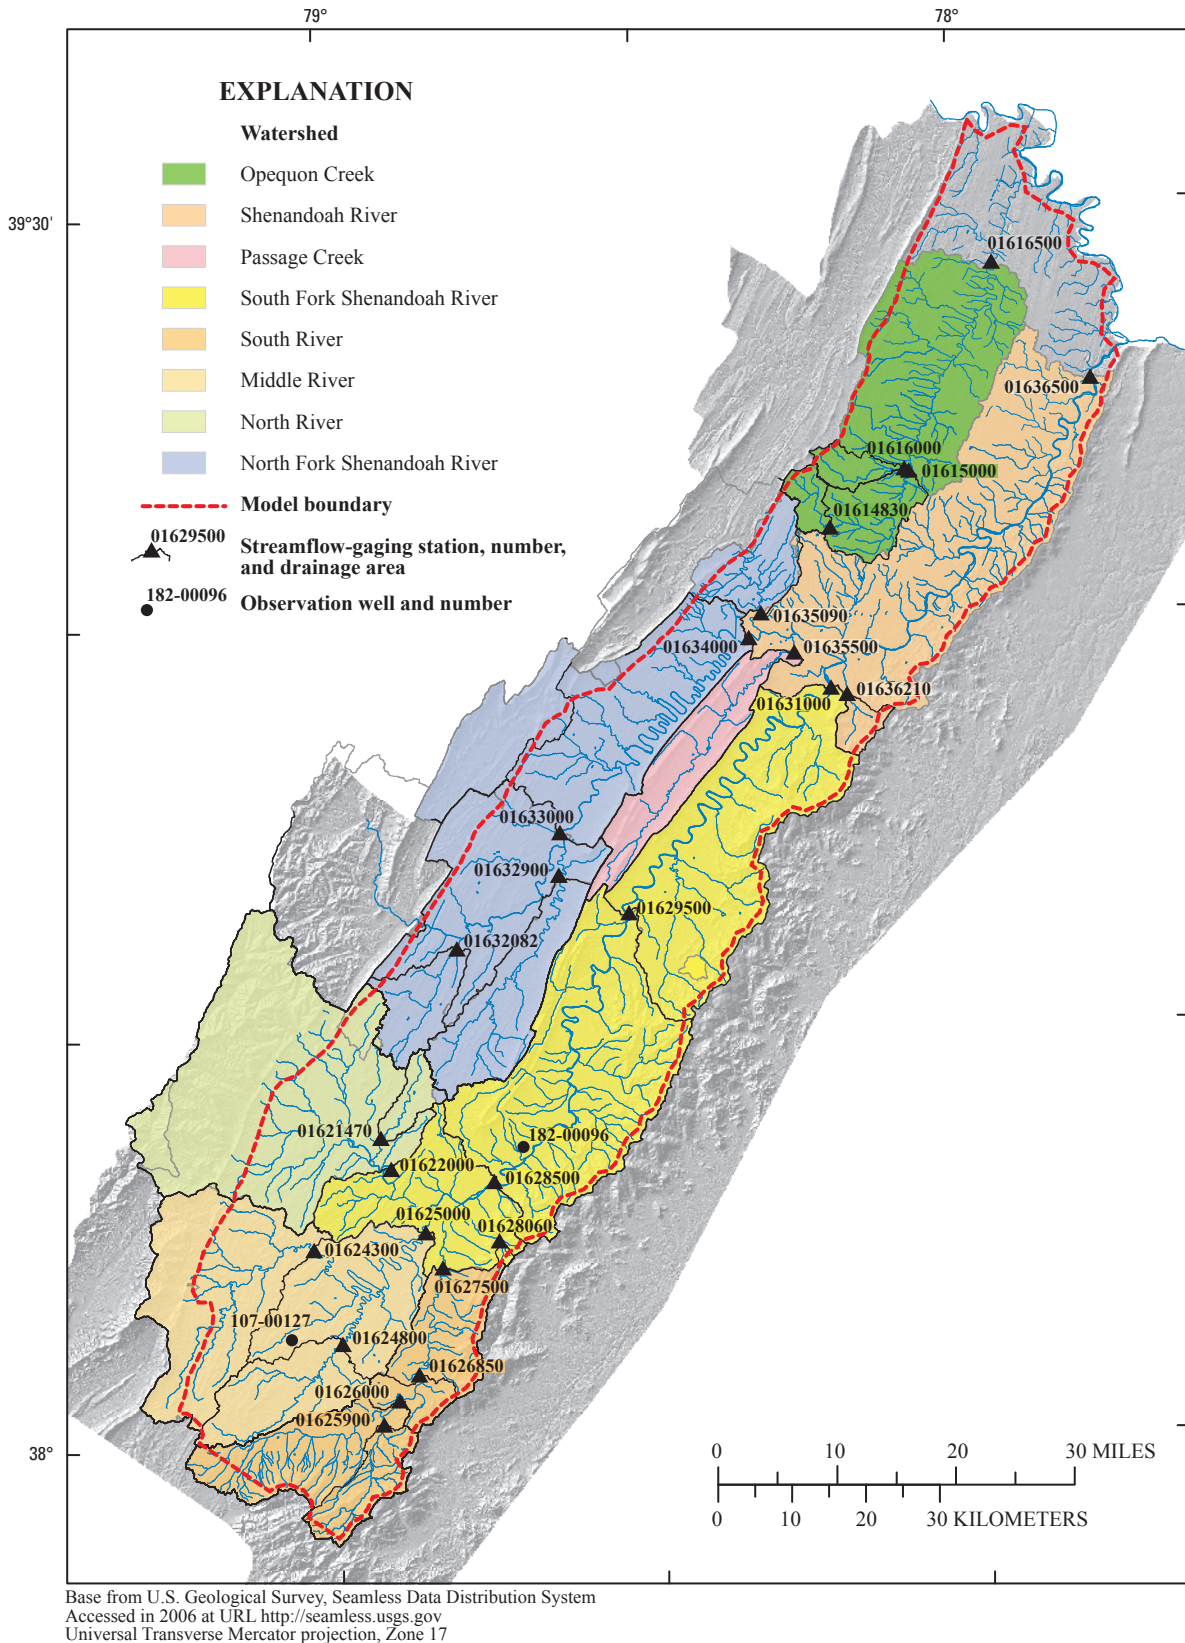 79°
78°
EXPLANATION
Watershed
Opequon Creek
Shenandoah River
Passage Creek
South Fork Shenandoah River
South River
Middle River
North River
North Fork Shenandoah River
Model boundary
01629500
Streamflow-gaging station, number,
and drainage area
182-00096
Observation well and number
39°30'
38°
01616500
01636500
01616000
01615000
01614830
01635090
01634000
01635500
01636210
01631000
01633000
01632900
01629500
01632082
01621470
182-00096
01622000
01628500
01625000
01628060
01624300
01627500
107-00127
01624800
01626850
01626000
01625900
0 10 20 30 MILES
0 10 20 30 KILOMETERS
Base from U.S. Geological Survey, Seamless Data Distribution System
Accessed in 2006 at URL http://seamless.usgs.gov
Universal Transverse Mercator projection, Zone 17